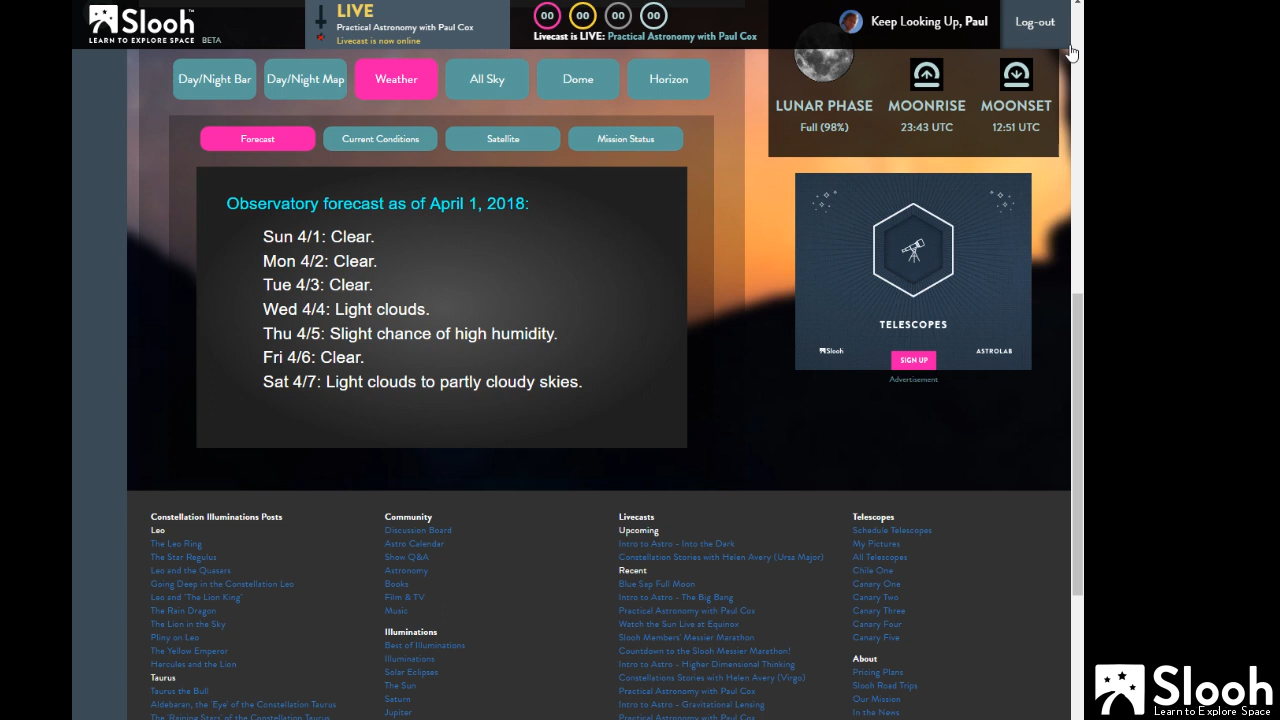 Slooh
LEARN TO EXPLORE SPACE BETA
LIVE
Practical Astronomy with Paul Cox
Livecast is now online
00 00 00 00
Livecast is LIVE: Practical Astronomy with Paul Cox
Keep Looking Up, Paul
Log-out
Day/Night Bar
Day/Night Map
Weather
All Sky
Dome
Horizon
Forecast
Current Conditions
Satellite
Mission Status
Observatory forecast as of April 1, 2018:
Sun 4/1: Clear.
Mon 4/2: Clear.
Tue 4/3: Clear.
Wed 4/4: Light clouds.
Thu 4/5: Slight chance of high humidity.
Fri 4/6: Clear.
Sat 4/7: Light clouds to partly cloudy skies.
LUNAR PHASE
Full (98%)
MOONRISE
23:43 UTC
MOONSET
12:51 UTC
TELESCOPES
Slooh
SIGN UP
ASTROLAB
Advertisement
Constellation Illuminations Posts
Leo
The Leo Ring
The Star Regulus
Leo and the Quasars
Going Deep in the Constellation Leo
Leo and "The Lion King"
The Rain Dragon
The Lion in the Sky
Pliny on Leo
The Yellow Emperor
Hercules and the Lion
Taurus
Taurus the Bull
Aldebaran, the 'Eye' of the Constellation Taurus
The 'Raining Stars' of the Constellation Taurus
Community
Discussion Board
Astro Calendar
Show Q&A
Astronomy
Books
Film & TV
Music
Illuminations
Best of Illuminations
Illuminations
Solar Eclipses
The Sun
Saturn
Jupiter
Livecasts
Upcoming
Intro to Astro - Into the Dark
Constellation Stories with Helen Avery (Ursa Major)
Recent
Blue Sap Full Moon
Intro to Astro - The Big Bang
Practical Astronomy with Paul Cox
Watch the Sun Live at Equinox
Slooh Members' Messier Marathon
Countdown to the Slooh Messier Marathon!
Intro to Astro - Higher Dimensional Thinking
Constellations Stories with Helen Avery (Virgo)
Practical Astronomy with Paul Cox
Intro to Astro - Gravitational Lensing
Practical Astronomy with Paul Cox
Telescopes
Schedule Telescopes
My Pictures
All Telescopes
Chile One
Canary One
Canary Two
Canary Three
Canary Four
Canary Five
About
Pricing Plans
Slooh Road Trips
Our Mission
In the News
Slooh
Learn to Explore Space